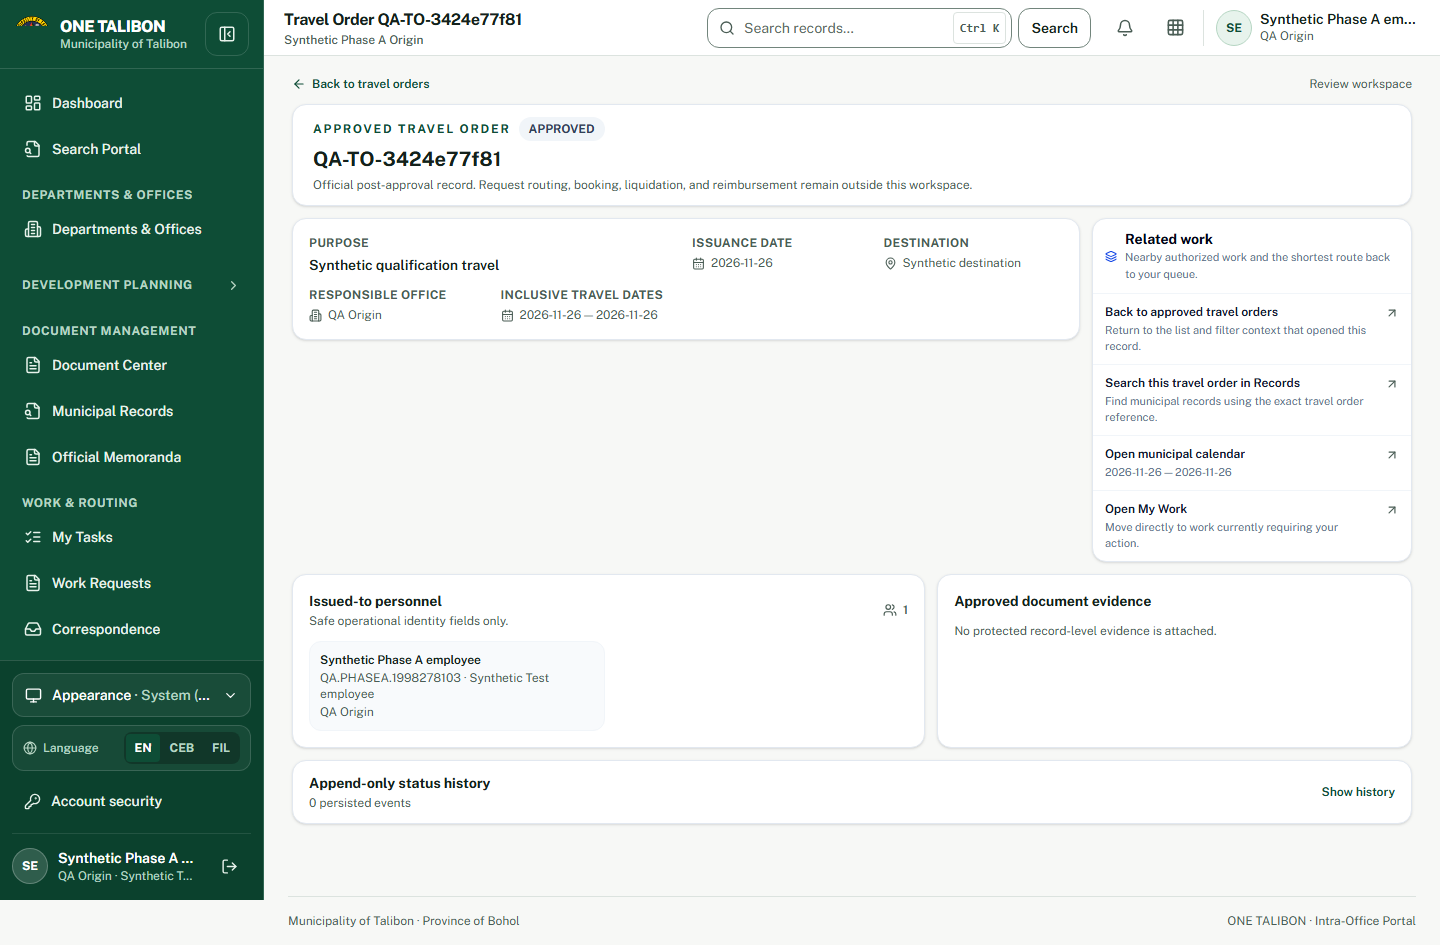 ONE TALIBON
Municipality of Talibon
Dashboard
Search Portal
DEPARTMENTS & OFFICES
Departments & Offices
DEVELOPMENT PLANNING
DOCUMENT MANAGEMENT
Document Center
Municipal Records
Official Memoranda
WORK & ROUTING
My Tasks
Work Requests
Correspondence
Appearance · System (...
Language EN CEB FIL
Account security
SE
Synthetic Phase A ...
QA Origin · Synthetic T...
Travel Order QA-TO-3424e77f81
Synthetic Phase A Origin
Search records... Ctrl K Search
SE
Synthetic Phase A em...
QA Origin
Back to travel orders
Review workspace
APPROVED TRAVEL ORDER APPROVED
QA-TO-3424e77f81
Official post-approval record. Request routing, booking, liquidation, and reimbursement remain outside this workspace.
PURPOSE
Synthetic qualification travel
ISSUANCE DATE
2026-11-26
DESTINATION
Synthetic destination
RESPONSIBLE OFFICE
QA Origin
INCLUSIVE TRAVEL DATES
2026-11-26 — 2026-11-26
Related work
Nearby authorized work and the shortest route back
to your queue.
Back to approved travel orders
Return to the list and filter context that opened this
record.
Search this travel order in Records
Find municipal records using the exact travel order
reference.
Open municipal calendar
2026-11-26 — 2026-11-26
Open My Work
Move directly to work currently requiring your
action.
Issued-to personnel
Safe operational identity fields only.
1
Synthetic Phase A employee
QA.PHASEA.1998278103 · Synthetic Test
employee
QA Origin
Approved document evidence
No protected record-level evidence is attached.
Append-only status history
0 persisted events
Show history
Municipality of Talibon · Province of Bohol
ONE TALIBON · Intra-Office Portal